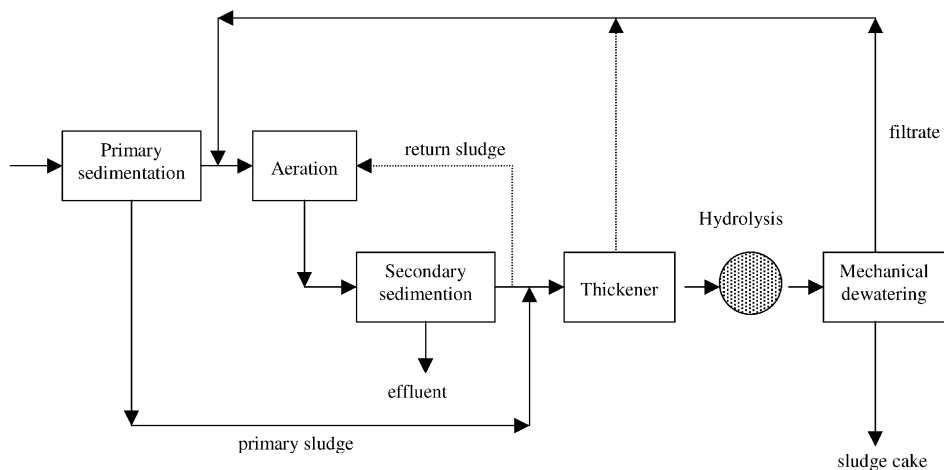 Primary
sedimentation
Aeration
return sludge
filtrate
Hydrolysis
Secondary
sedimention
Thickener
Mechanical
dewatering
effluent
primary sludge
sludge cake